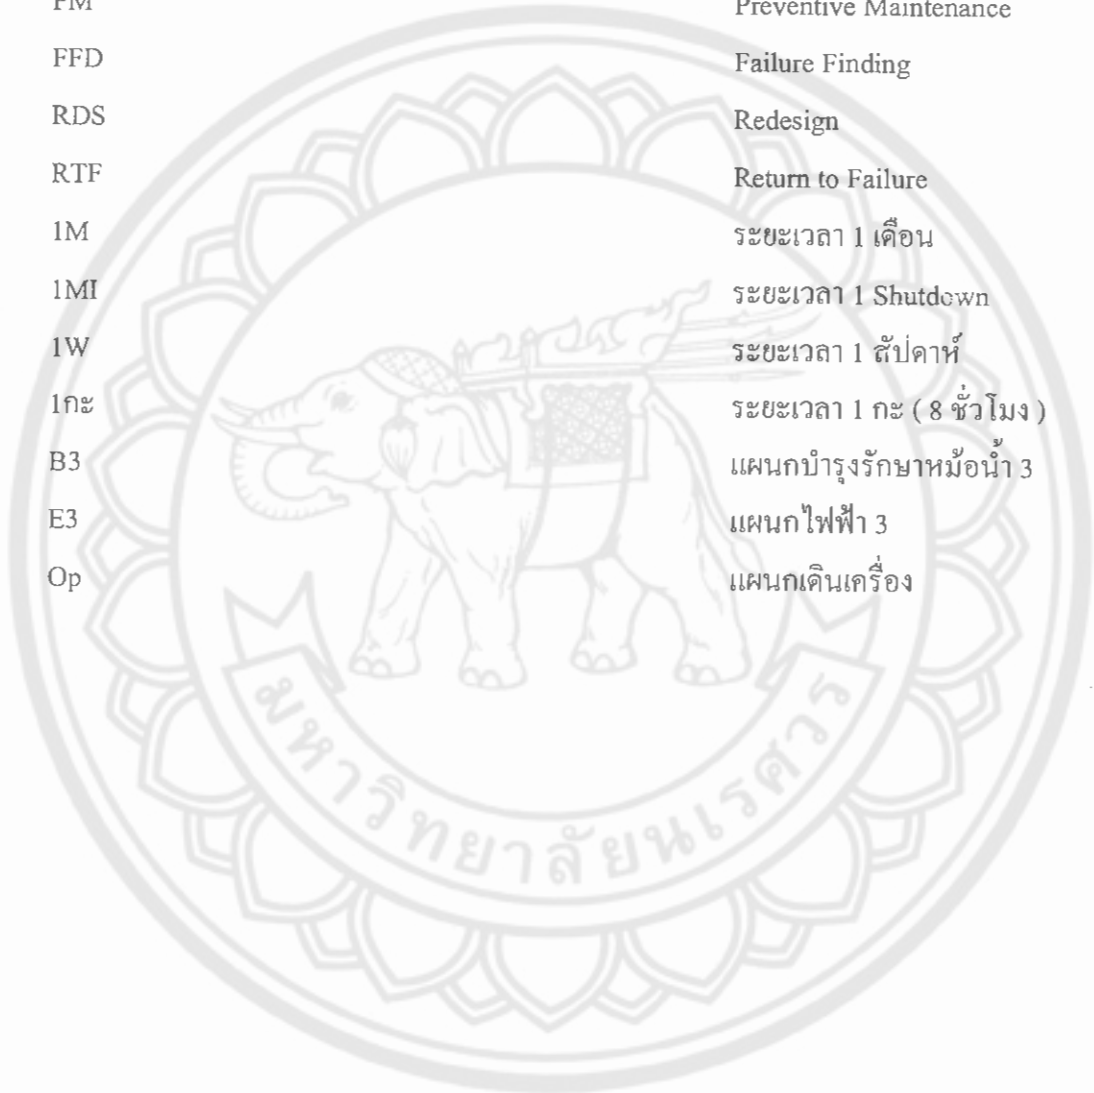 PM Preventive Maintenance
FFD Failure Finding
RDS Redesign
RTF Return to Failure
1M ระยะเวลา 1 เดือน
1MI ระยะเวลา 1 Shutdown
1W ระยะเวลา 1 สัปดาห์
1กะ ระยะเวลา 1 กะ ( 8 ชั่วโมง )
B3 แผนกบำรุงรักษาหม้อน้ำ 3
E3 แผนกไฟฟ้า 3
Op แผนกเดินเครื่อง
มหาวิทยาลัยนเรศวร